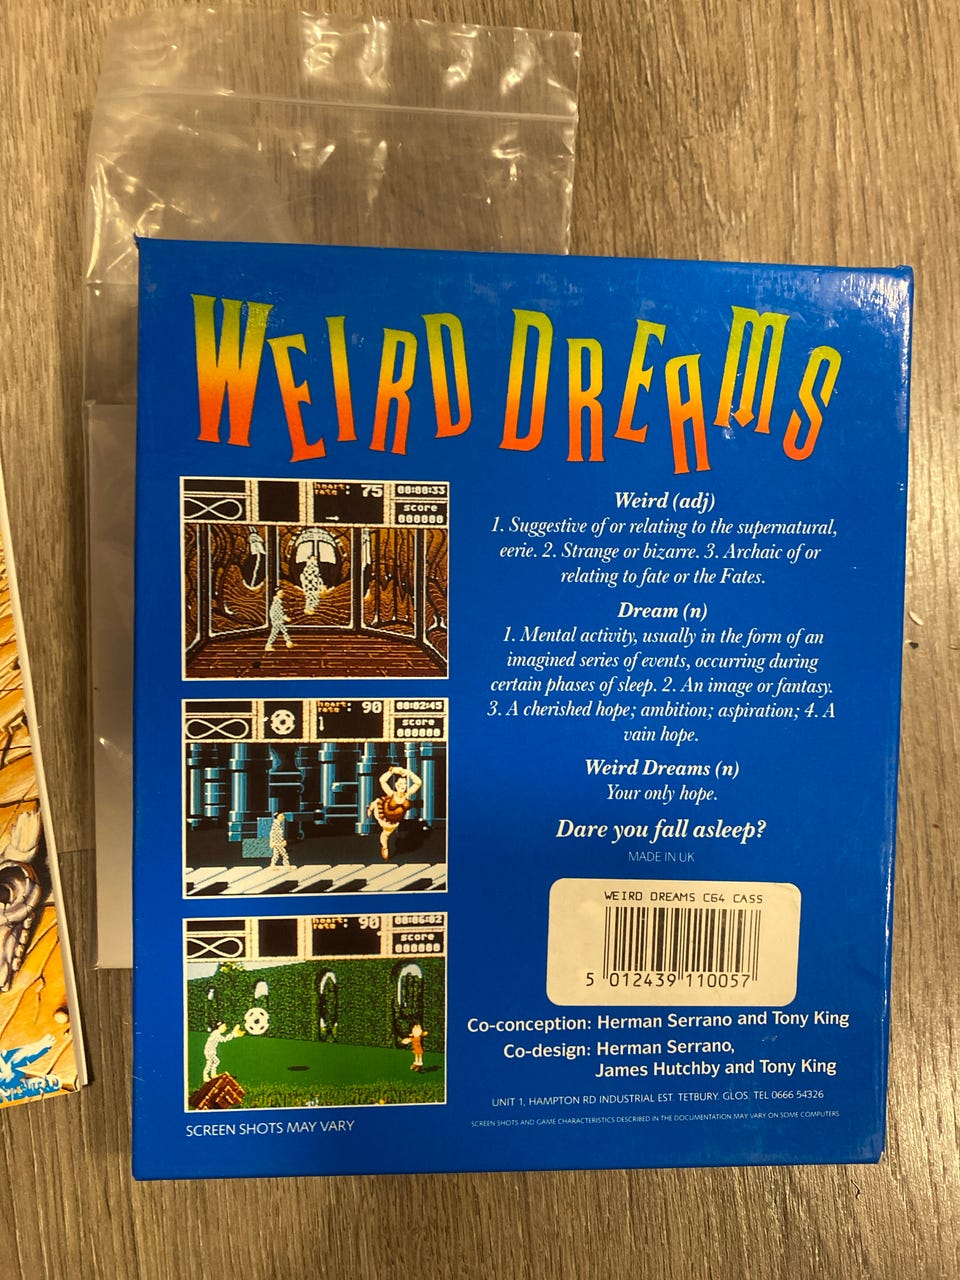 WEIRD DREAMS
heart rate : 75 00:00:33
score
000000
heart rate : 90 00:02:45
score
000000
heart rate : 90 00:06:02
score
000000
SCREEN SHOTS MAY VARY
Weird (adj)
1. Suggestive of or relating to the supernatural,
eerie. 2. Strange or bizarre. 3. Archaic of or
relating to fate or the Fates.
Dream (n)
1. Mental activity, usually in the form of an
imagined series of events, occurring during
certain phases of sleep. 2. An image or fantasy.
3. A cherished hope; ambition; aspiration; 4. A
vain hope.
Weird Dreams (n)
Your only hope.
Dare you fall asleep?
MADE IN UK
WEIRD DREAMS C64 CASS
5 012439 110057
Co-conception: Herman Serrano and Tony King
Co-design: Herman Serrano,
James Hutchby and Tony King
UNIT 1, HAMPTON RD INDUSTRIAL EST. TETBURY. GLOS. TEL 0666 54326
SCREEN SHOTS AND GAME CHARACTERISTICS DESCRIBED IN THE DOCUMENTATION MAY VARY ON SOME COMPUTERS